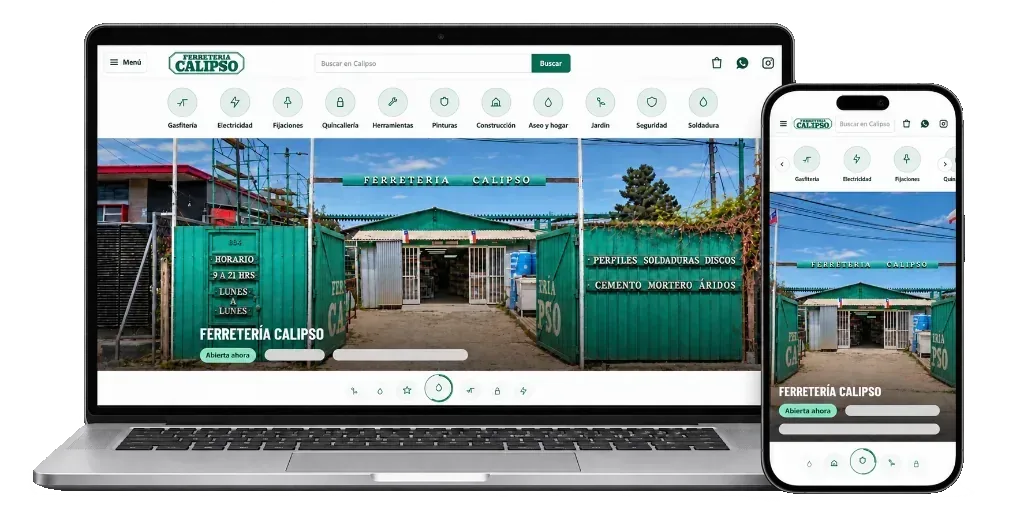 Menú
FERRETERIA
CALIPSO
Buscar en Calipso
Buscar
Gasfitería
Electricidad
Fijaciones
Quincallería
Herramientas
Pinturas
Construcción
Aseo y hogar
Jardín
Seguridad
Soldadura
FERRETERIA CALIPSO
HORARIO
9 A 21 HRS
LUNES
A
LUNES
· PERFILES SOLDADURAS DISCOS
· CEMENTO MORTERO ÁRIDOS
FERRETERÍA CALIPSO
Abierta ahora
FERRETERIA
CALIPSO
Buscar en Calipso
Gasfitería
Electricidad
Fijaciones
Quin
FERRETERIA CALIPSO
FERRETERÍA CALIPSO
Abierta ahora